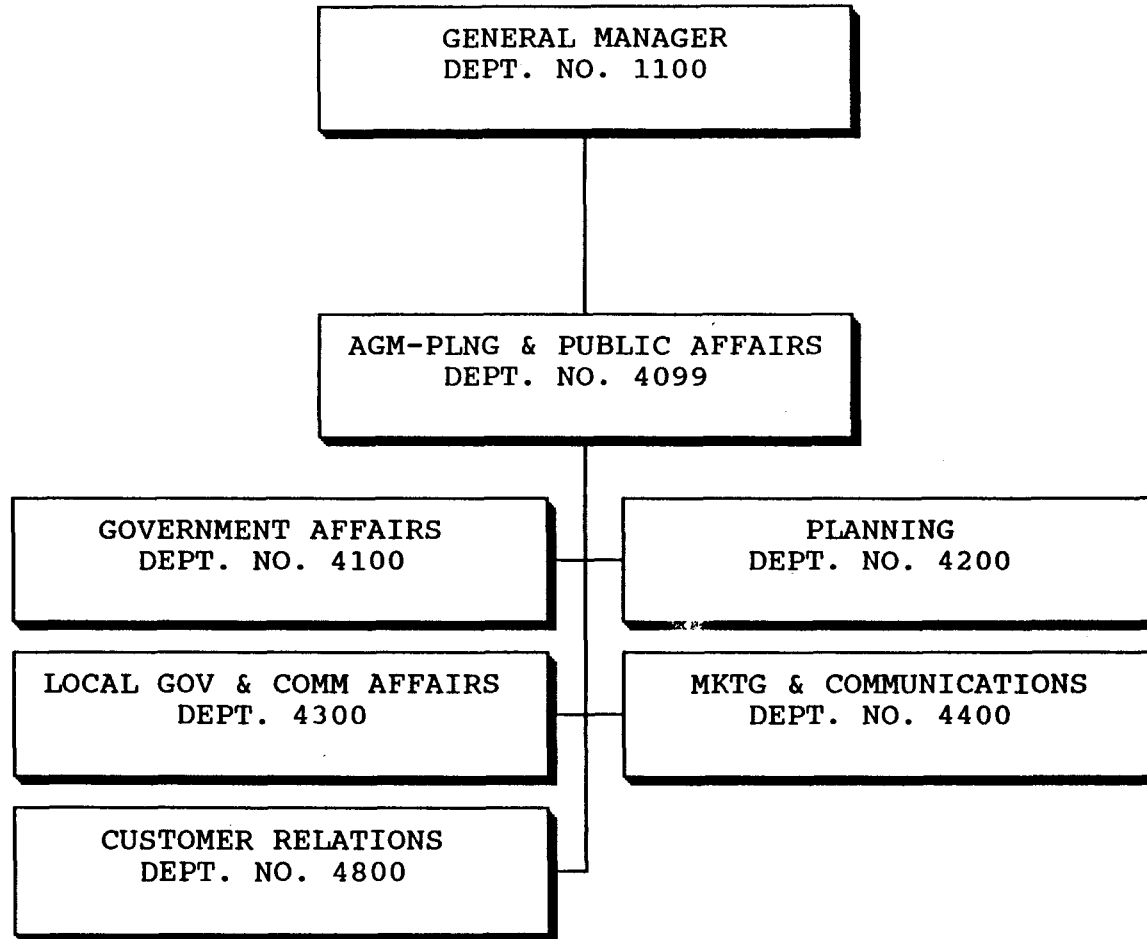 GENERAL MANAGER
DEPT. NO. 1100
AGM-PLNG & PUBLIC AFFAIRS
DEPT. NO. 4099
GOVERNMENT AFFAIRS
DEPT. NO. 4100
PLANNING
DEPT. NO. 4200
LOCAL GOV & COMM AFFAIRS
DEPT. 4300
MKTG & COMMUNICATIONS
DEPT. NO. 4400
CUSTOMER RELATIONS
DEPT. NO. 4800